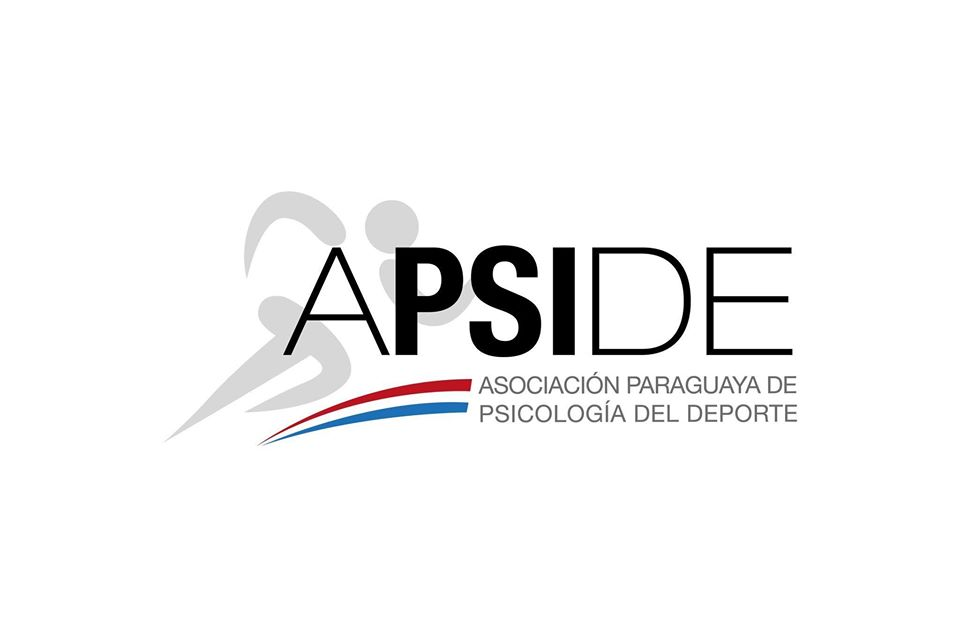 APSIDE
ASOCIACIÓN PARAGUAYA DE
PSICOLOGÍA DEL DEPORTE